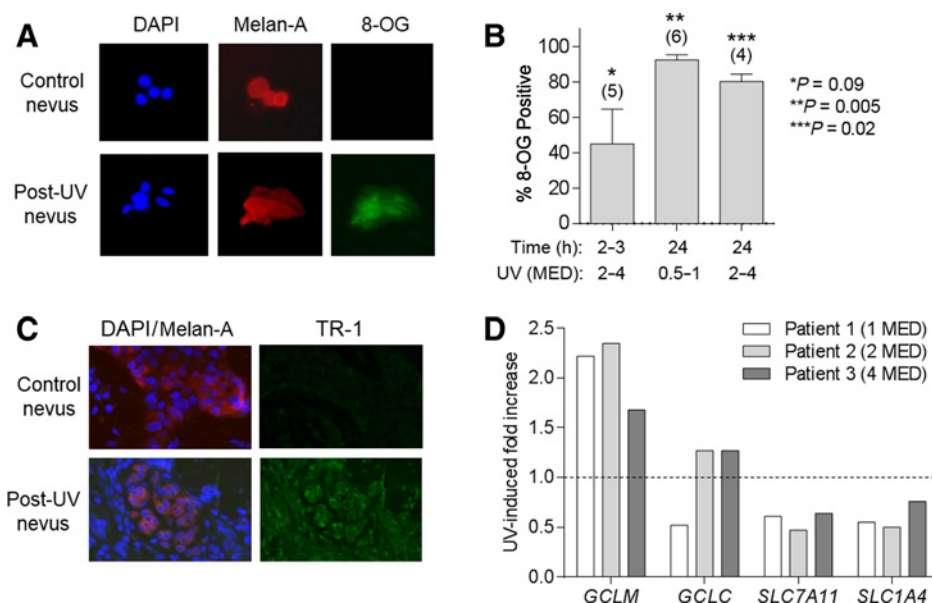 A
DAPI Melan-A 8-OG
Control
nevus
Post-UV
nevus
B
% 8-OG Positive
100
80
60
40
20
0
*
(5)
**
(6)
***
(4)
*P = 0.09
**P = 0.005
***P = 0.02
Time (h): 2–3 24 24
UV (MED): 2–4 0.5–1 2–4
C
DAPI/Melan-A TR-1
Control
nevus
Post-UV
nevus
D
UV-induced fold increase
2.5
2.0
1.5
1.0
0.5
0.0
Patient 1 (1 MED)
Patient 2 (2 MED)
Patient 3 (4 MED)
GCLM GCLC SLC7A11 SLC1A4